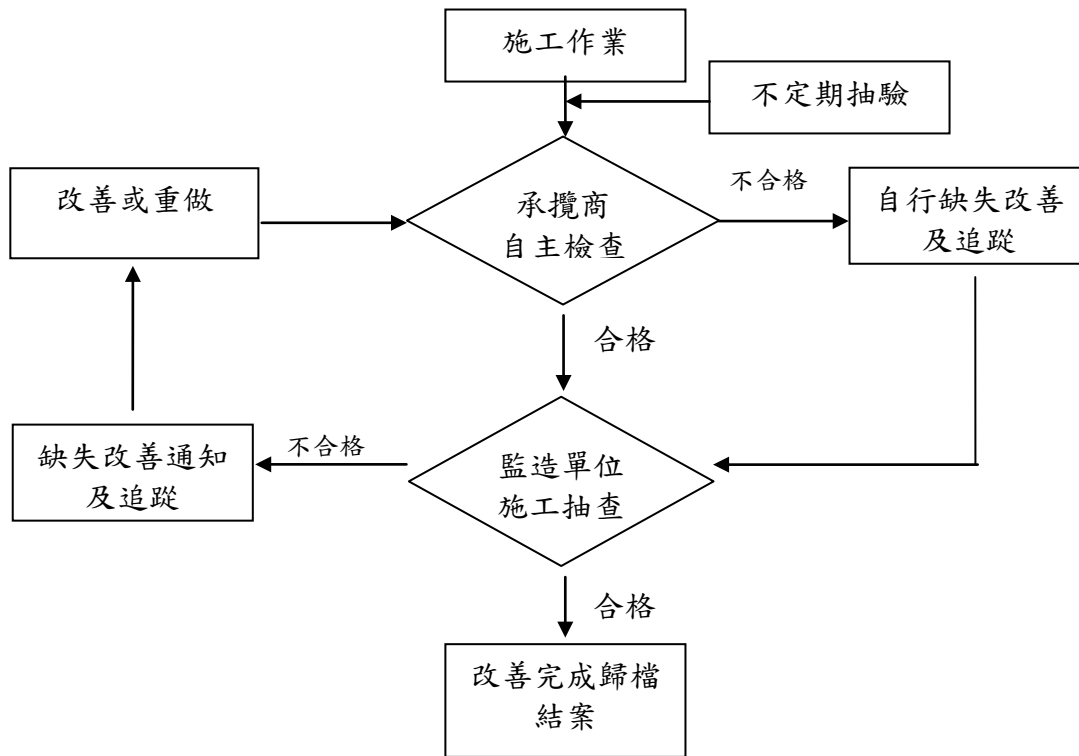 施工作業
不定期抽驗
改善或重做
承攬商
自主檢查
不合格
自行缺失改善
及追蹤
合格
缺失改善通知
及追蹤
不合格
監造單位
施工抽查
合格
改善完成歸檔
結案